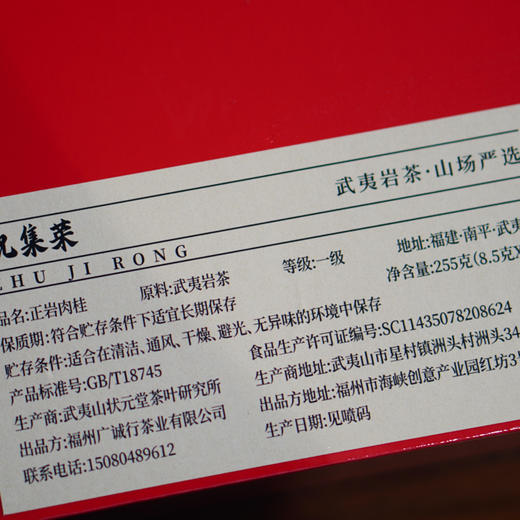 武夷岩茶·山场严选
集菜
ZHU JI RONG
品名:正岩肉桂 原料:武夷岩茶 等级:一级 地址:福建·南平·武夷
保质期:符合贮存条件下适宜长期保存 净含量:255克(8.5克X
贮存条件:适合在清洁、通风、干燥、避光、无异味的环境中保存
产品标准号:GB/T18745 食品生产许可证编号:SC11435078208624
生产商:武夷山状元堂茶叶研究所 生产商地址:武夷山市星村镇洲头村洲头34
出品方:福州广诚行茶业有限公司 出品方地址:福州市海峡创意产业园红坊3
联系电话:15080489612 生产日期:见喷码